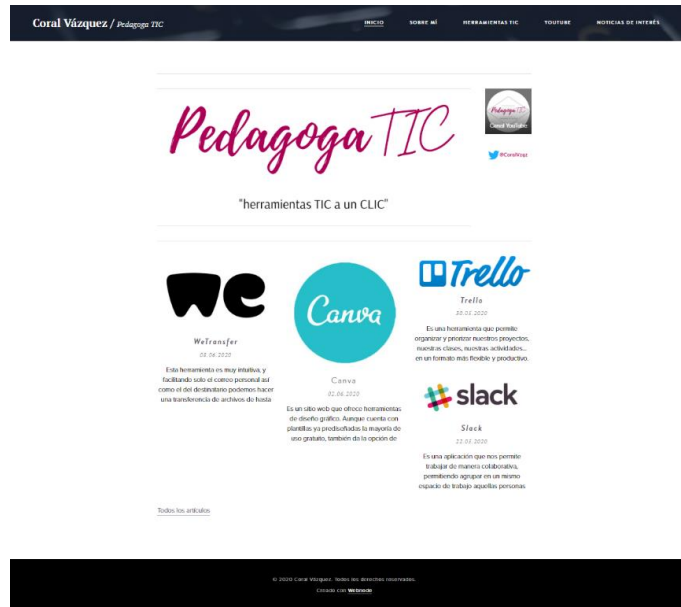 Coral Vázquez / Pedagoga TIC
INICIO SOBRE MÍ HERRAMIENTAS TIC YOUTUBE NOTICIAS DE INTERÉS
Pedagoga TIC
"herramientas TIC a un CLIC"
Pedagoga TIC
Canal YouTube
we
WeTransfer
08.06.2020
Esta herramienta es muy intuitiva, y
facilitando solo el correo personal así
como el del destinatario podemos hacer
una transferencia de archivos de hasta
Canva
Canva
02.06.2020
Es un sitio web que ofrece herramientas
de diseño gráfico. Aunque cuenta con
plantillas ya prediseñadas la mayoría de
uso gratuito, también da la opción de
Trello
Trello
Es una herramienta que permite
organizar y priorizar nuestros proyectos,
nuestras clases, nuestras actividades...
en un formato más flexible y productivo.
slack
Slack
22.05.2020
Es una aplicación que nos permite
trabajar de manera colaborativa,
permitiendo agrupar en un mismo
espacio de trabajo aquellas personas
Todos los artículos
© 2020 Coral Vázquez. Todos los derechos reservados.
Creado con Webnode